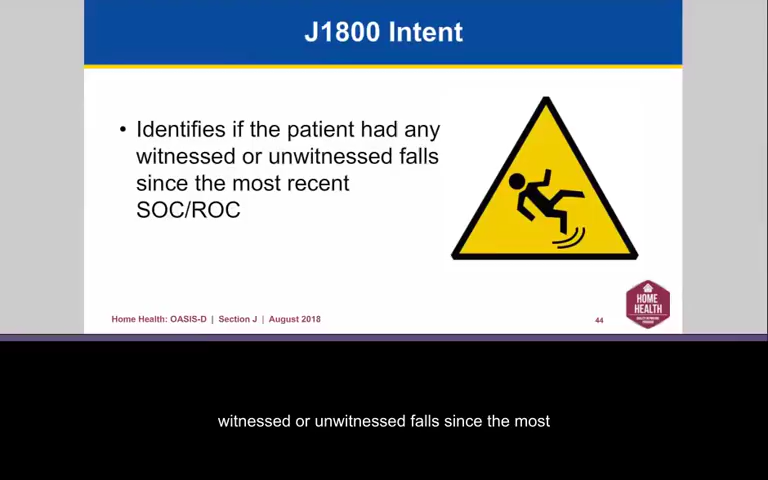 J1800 Intent
• Identifies if the patient had any
witnessed or unwitnessed falls
since the most recent
SOC/ROC
Home Health: OASIS-D | Section J | August 2018
44
HOME
HEALTH
witnessed or unwitnessed falls since the most